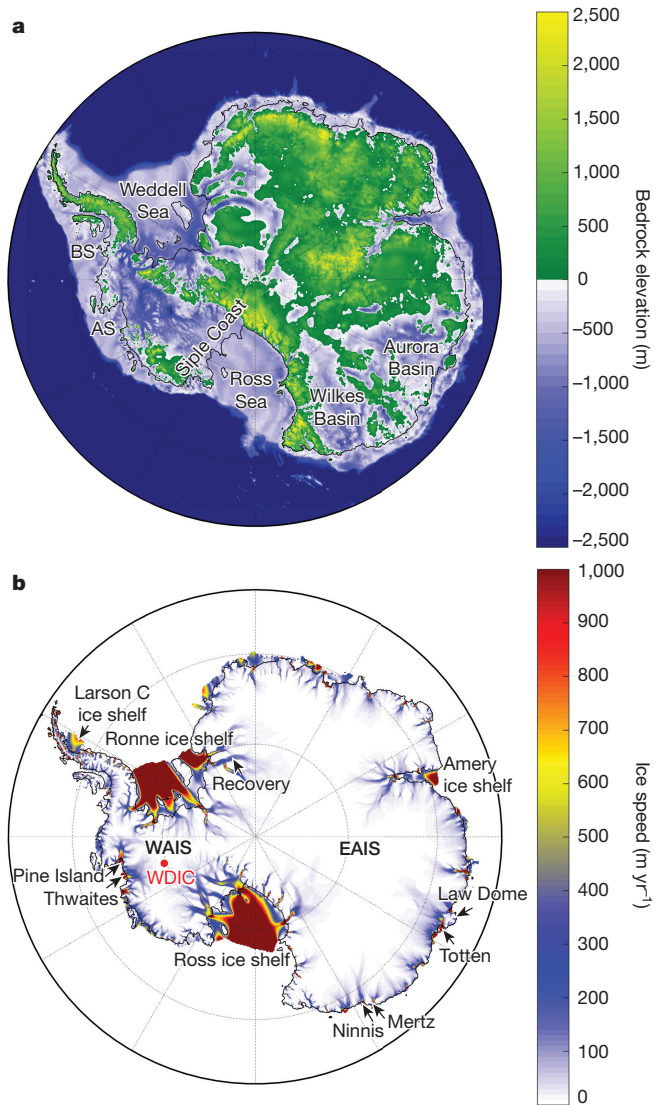 a
Weddell
Sea
BS
AS
Siple Coast
Ross
Sea
Wilkes
Basin
Aurora
Basin
2,500
2,000
1,500
1,000
500
0
−500
−1,000
−1,500
−2,000
−2,500
Bedrock elevation (m)
b
Larson C
ice shelf
Ronne ice shelf
Recovery
Amery
ice shelf
WAIS
EAIS
WDIC
Pine Island
Thwaites
Law Dome
Totten
Ross ice shelf
Ninnis
Mertz
1,000
900
800
700
600
500
400
300
200
100
0
Ice speed (m yr⁻¹)